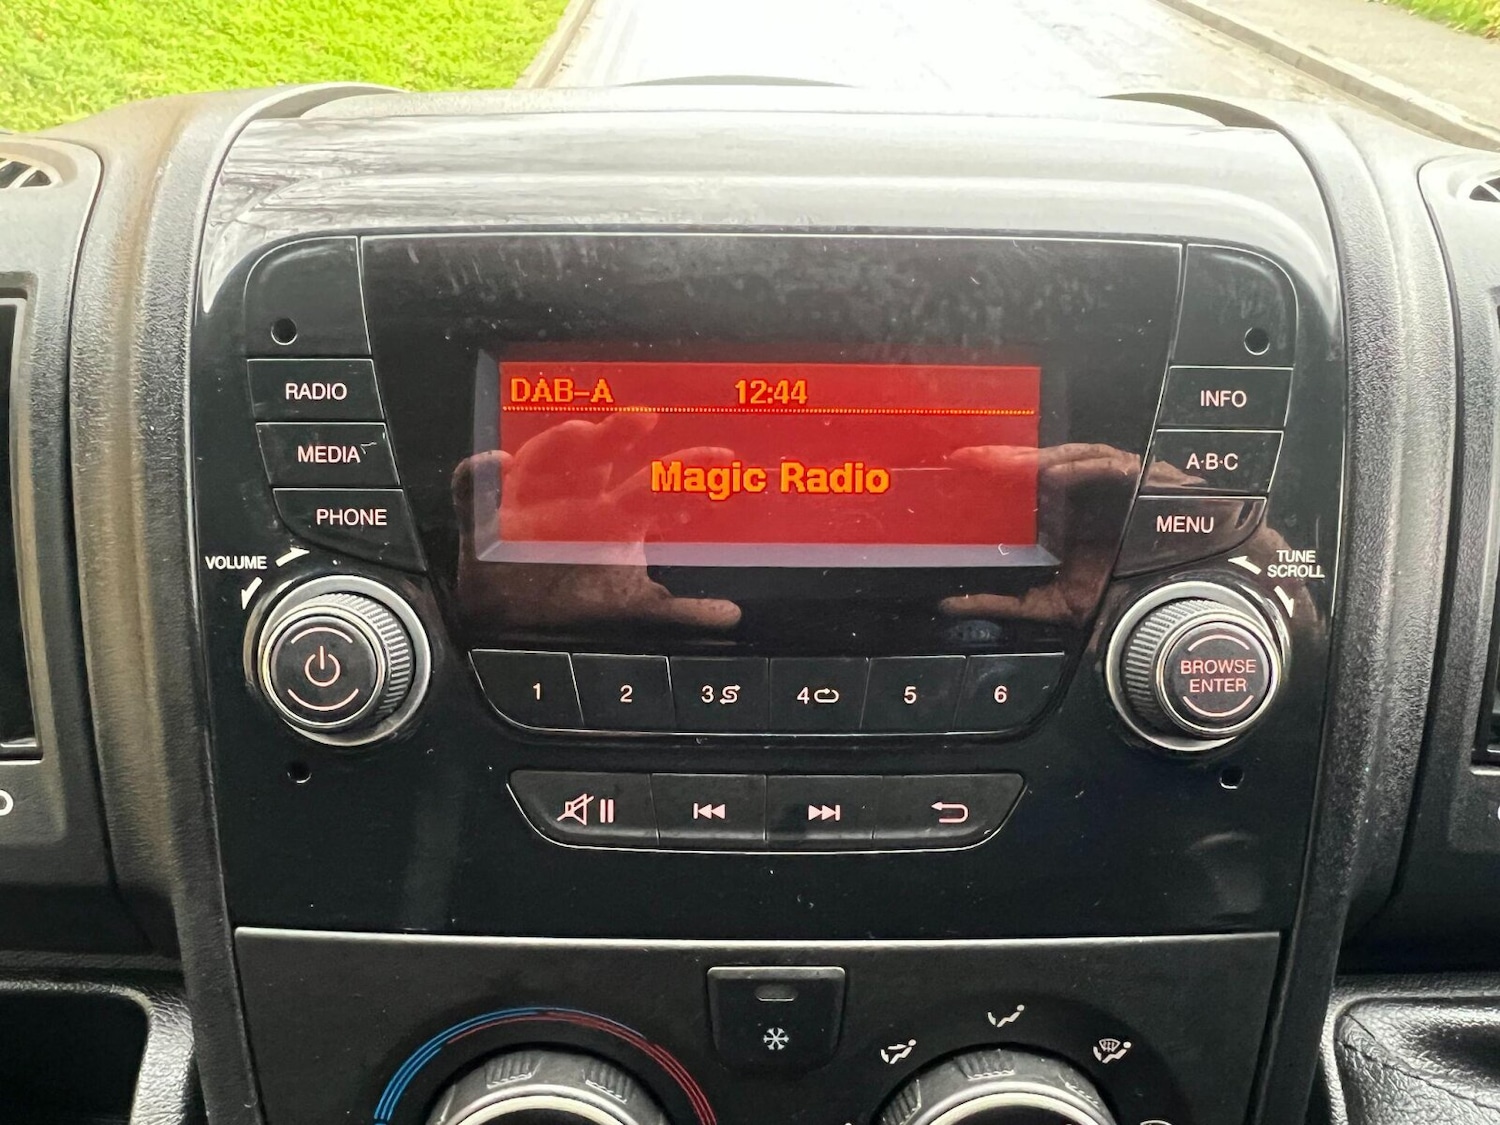 DAB-A 12:44
Magic Radio
RADIO
MEDIA
PHONE
VOLUME
INFO
A·B·C
MENU
TUNE
SCROLL
BROWSE
ENTER
1 2 3 4 5 6